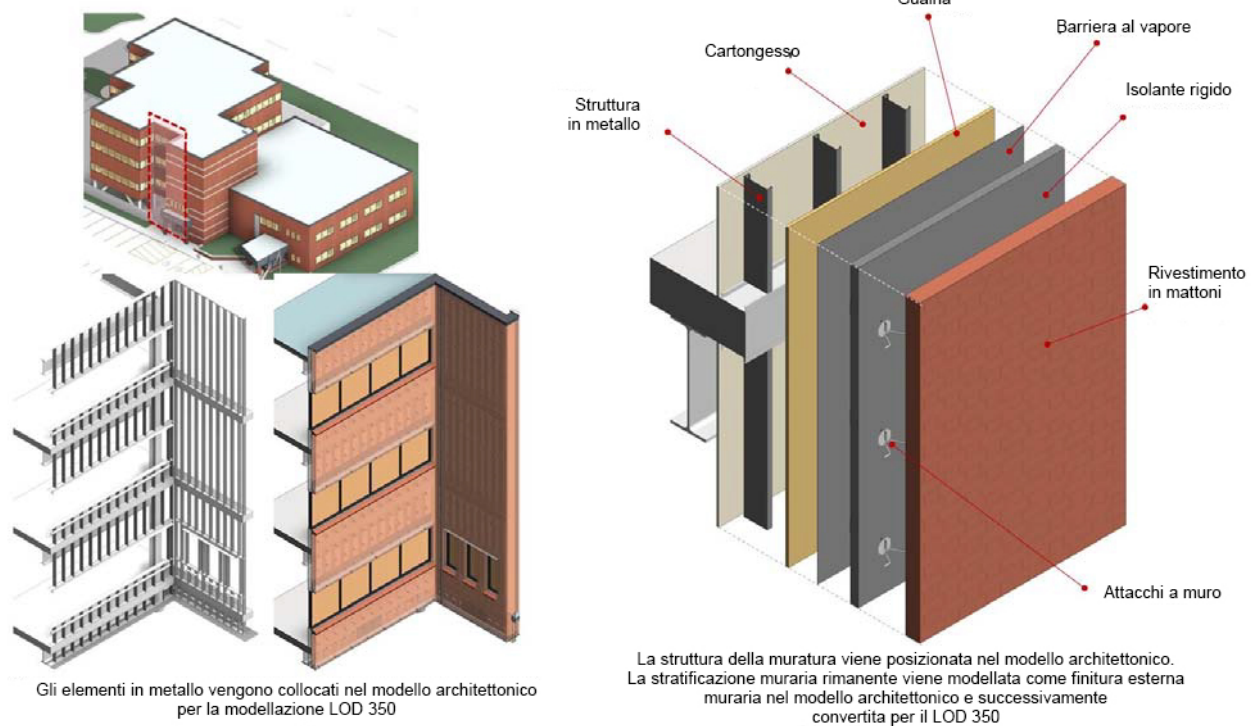 Guaina
Barriera al vapore
Cartongesso
Isolante rigido
Struttura
in metallo
Rivestimento
in mattoni
Attacchi a muro
Gli elementi in metallo vengono collocati nel modello architettonico
per la modellazione LOD 350
La struttura della muratura viene posizionata nel modello architettonico.
La stratificazione muraria rimanente viene modellata come finitura esterna
muraria nel modello architettonico e successivamente
convertita per il LOD 350